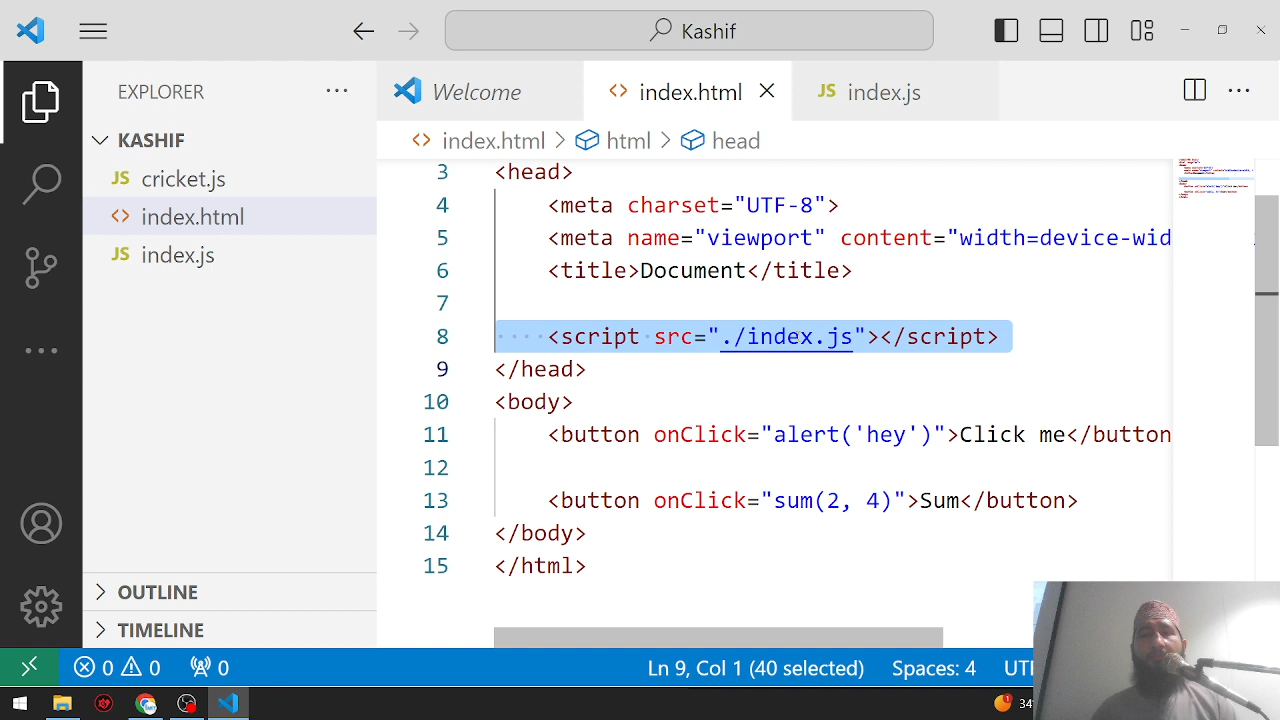 Kashif
EXPLORER
KASHIF
JS cricket.js
<> index.html
JS index.js
OUTLINE
TIMELINE
Welcome
<> index.html
JS index.js
<> index.html > html > head
3 <head>
4 <meta charset="UTF-8">
5 <meta name="viewport" content="width=device-wid
6 <title>Document</title>
7
8 <script src="./index.js"></script>
9 </head>
10 <body>
11 <button onClick="alert('hey')">Click me</button
12
13 <button onClick="sum(2, 4)">Sum</button>
14 </body>
15 </html>
0 0 0
Ln 9, Col 1 (40 selected)
Spaces: 4
34